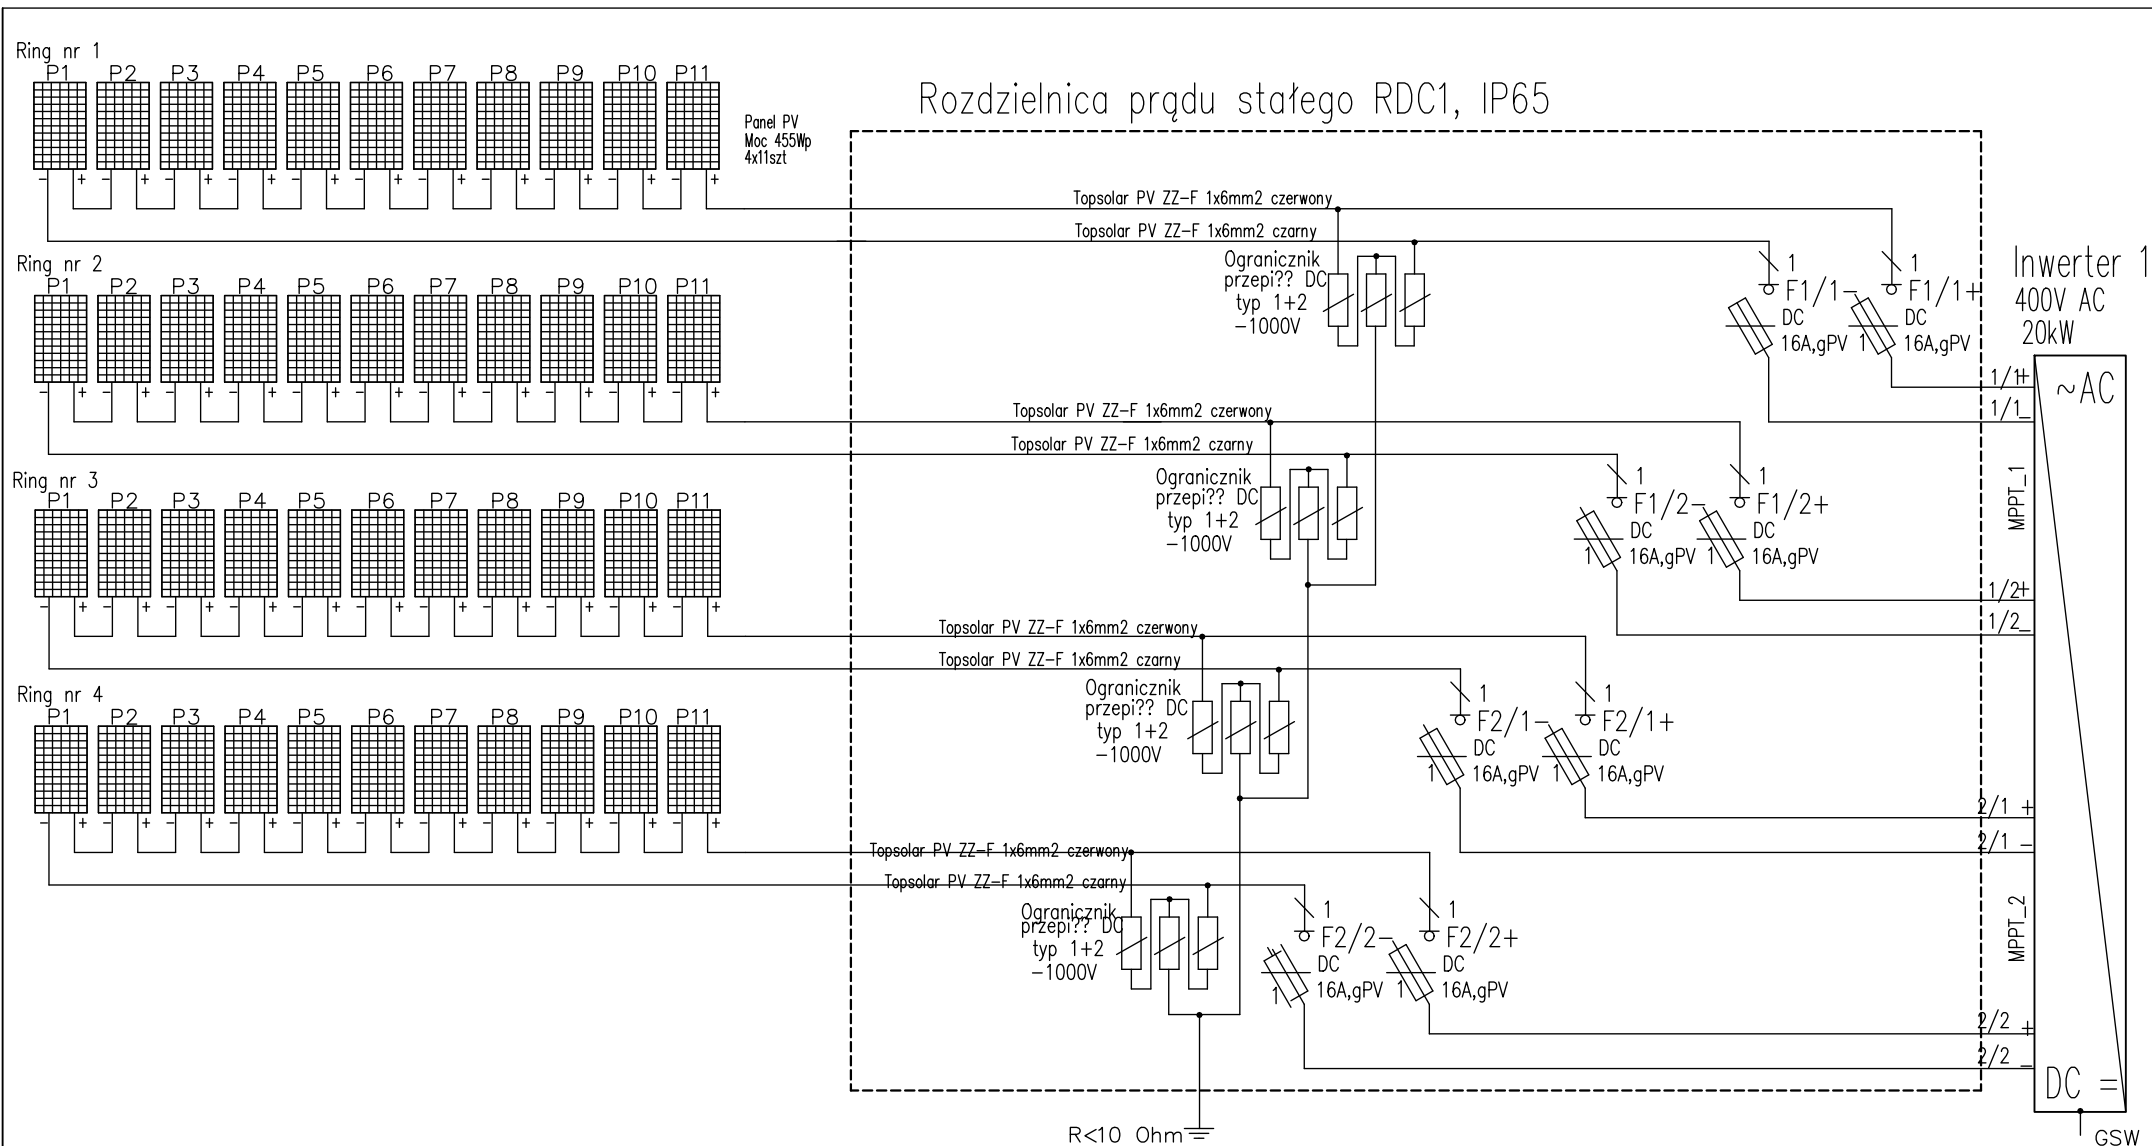 Ring nr 1
P1 P2 P3 P4 P5 P6 P7 P8 P9 P10 P11
- + - + - + - + - + - + - + - + - + - + - +
Panel PV
Moc 455Wp
4x11szt
Rozdzielnica prądu stałego RDC1, IP65
Topsolar PV ZZ-F 1x6mm2 czerwony
Topsolar PV ZZ-F 1x6mm2 czarny
Ogranicznik
przepi?? DC
typ 1+2
-1000V
1
F1/1-
DC
16A,gPV
1
F1/1+
DC
16A,gPV
1
Inwerter 1
400V AC
20kW
1/1+
1/1_
~AC
Ring nr 2
P1 P2 P3 P4 P5 P6 P7 P8 P9 P10 P11
- + - + - + - + - + - + - + - + - + - + - +
Topsolar PV ZZ-F 1x6mm2 czerwony
Topsolar PV ZZ-F 1x6mm2 czarny
Ogranicznik
przepi?? DC
typ 1+2
-1000V
1
F1/2-
DC
16A,gPV
1
1
F1/2+
DC
16A,gPV
1
MPPT_1
1/2+
1/2_
Ring nr 3
P1 P2 P3 P4 P5 P6 P7 P8 P9 P10 P11
- + - + - + - + - + - + - + - + - + - + - +
Topsolar PV ZZ-F 1x6mm2 czerwony
Topsolar PV ZZ-F 1x6mm2 czarny
Ogranicznik
przepi?? DC
typ 1+2
-1000V
1
F2/1-
DC
16A,gPV
1
1
F2/1+
DC
16A,gPV
1
2/1 +
2/1 -
Ring nr 4
P1 P2 P3 P4 P5 P6 P7 P8 P9 P10 P11
- + - + - + - + - + - + - + - + - + - + - +
Topsolar PV ZZ-F 1x6mm2 czerwony
Topsolar PV ZZ-F 1x6mm2 czarny
Ogranicznik
przepi?? DC
typ 1+2
-1000V
1
F2/2-
DC
16A,gPV
1
1
F2/2+
DC
16A,gPV
1
MPPT_2
2/2 +
2/2 -
DC =
R<10 Ohm
GSW